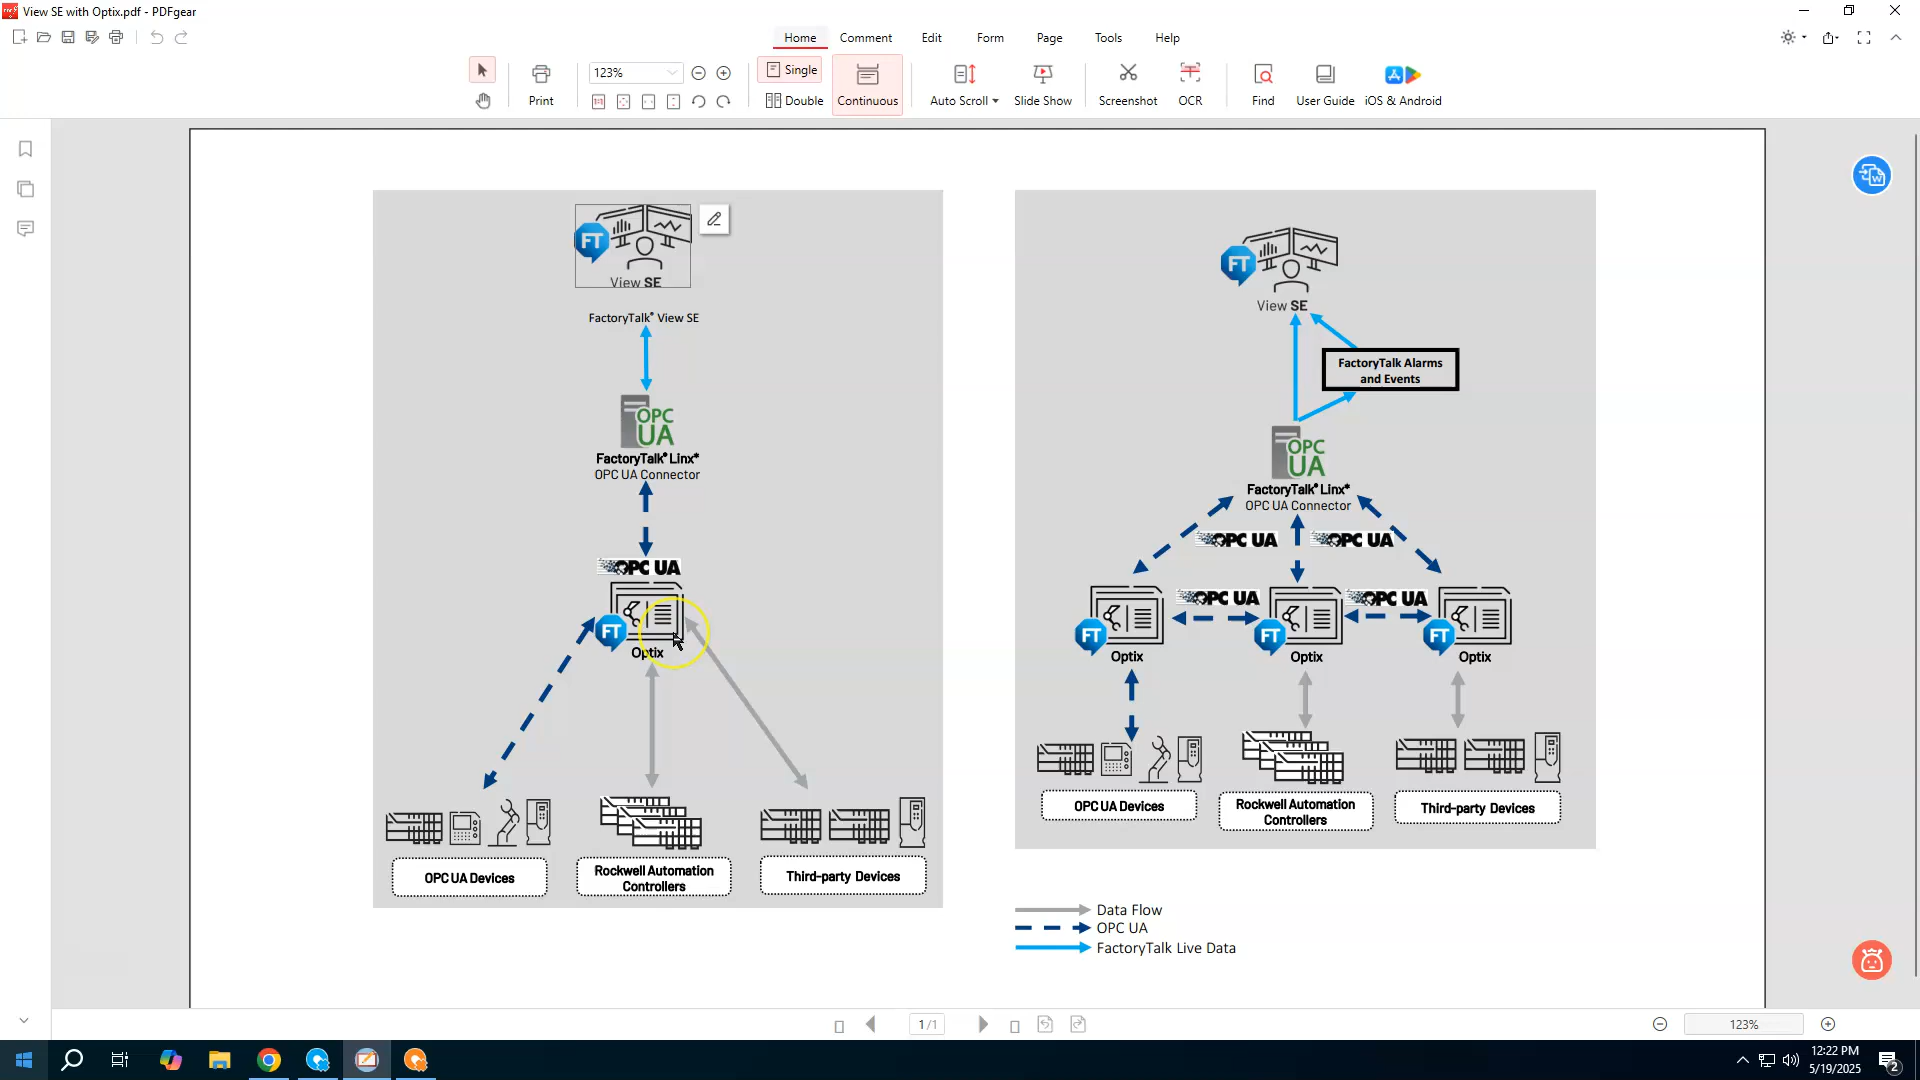 View SE with Optix.pdf - PDFgear
Home
Comment
Edit
Form
Page
Tools
Help
Print
123%
Single
Double
Continuous
Auto Scroll
Slide Show
Screenshot
OCR
Find
User Guide
iOS & Android
FT
View SE
FactoryTalk® View SE
OPC
UA
FactoryTalk® Linx*
OPC UA Connector
OPC UA
FT
Optix
OPC UA Devices
Rockwell Automation
Controllers
Third-party Devices
FT
View SE
FactoryTalk Alarms
and Events
OPC
UA
FactoryTalk® Linx*
OPC UA Connector
OPC UA
OPC UA
OPC UA
OPC UA
FT
Optix
FT
Optix
FT
Optix
OPC UA Devices
Rockwell Automation
Controllers
Third-party Devices
Data Flow
OPC UA
FactoryTalk Live Data
1 / 1
123%
12:22 PM
5/19/2025
2